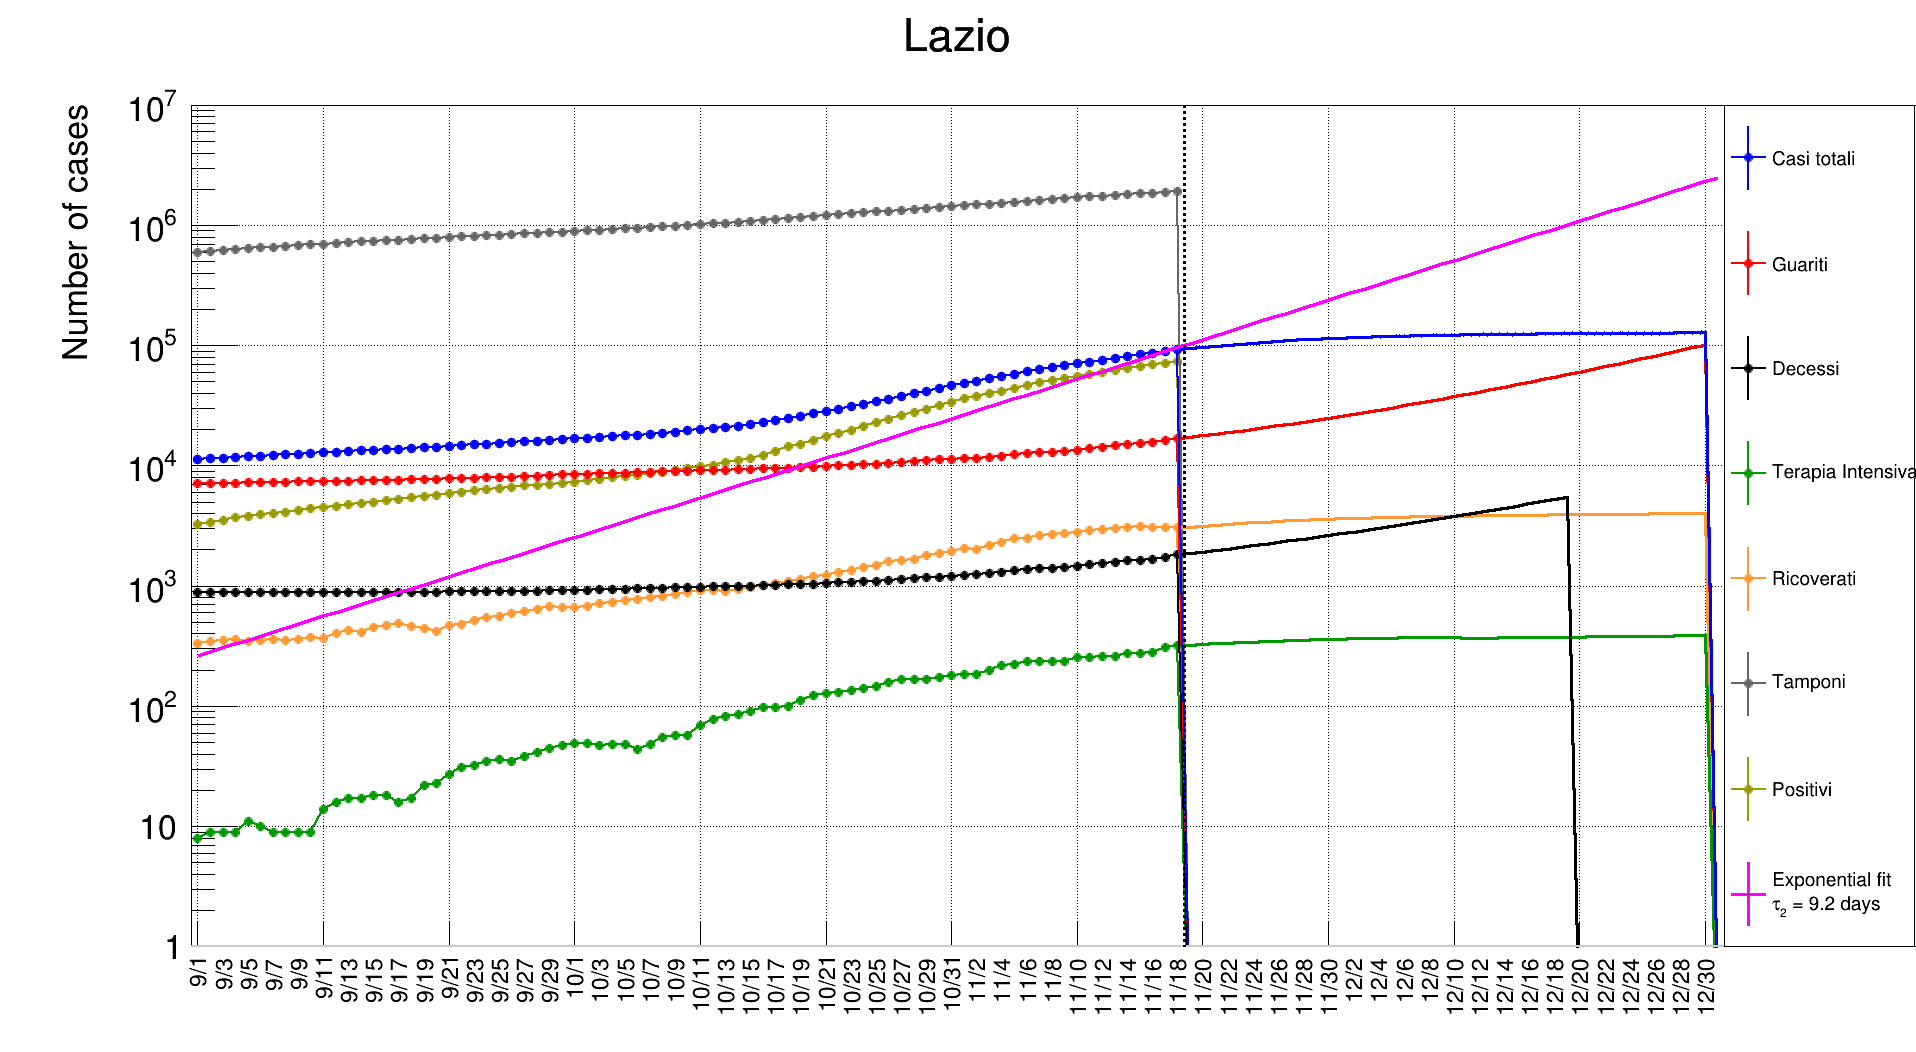 Lazio
Number of cases
10^7
10^6
10^5
10^4
10^3
10^2
10
1
9/1 9/3 9/5 9/7 9/9 9/11 9/13 9/15 9/17 9/19 9/21 9/23 9/25 9/27 9/29 10/1 10/3 10/5 10/7 10/9 10/11 10/13 10/15 10/17 10/19 10/21 10/23 10/25 10/27 10/29 10/31 11/2 11/4 11/6 11/8 11/10 11/12 11/14 11/16 11/18 11/20 11/22 11/24 11/26 11/28 11/30 12/2 12/4 12/6 12/8 12/10 12/12 12/14 12/16 12/18 12/20 12/22 12/24 12/26 12/28 12/30
Casi totali
Guariti
Decessi
Terapia Intensiva
Ricoverati
Tamponi
Positivi
Exponential fit
τ₂ = 9.2 days